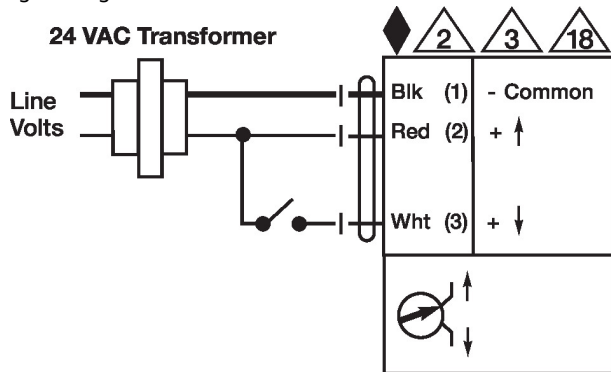 24 VAC Transformer
2 3 18
Line
Volts
Blk (1) - Common
Red (2) + ↑
Wht (3) + ↓